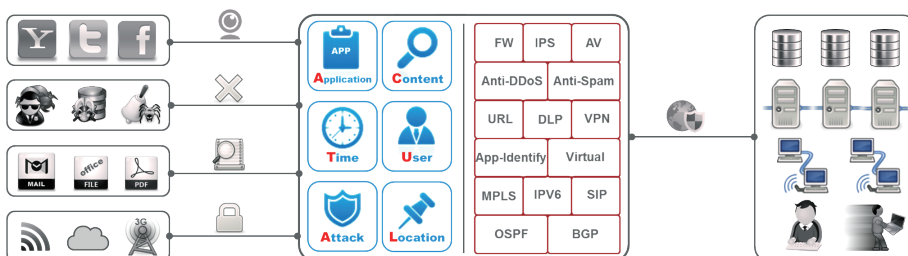 Y
t
f
MAIL
office
FILE
PDF
3G
APP
Application
Content
Time
User
Attack
Location
FW IPS AV
Anti-DDoS Anti-Spam
URL DLP VPN
App-Identify Virtual
MPLS IPV6 SIP
OSPF BGP